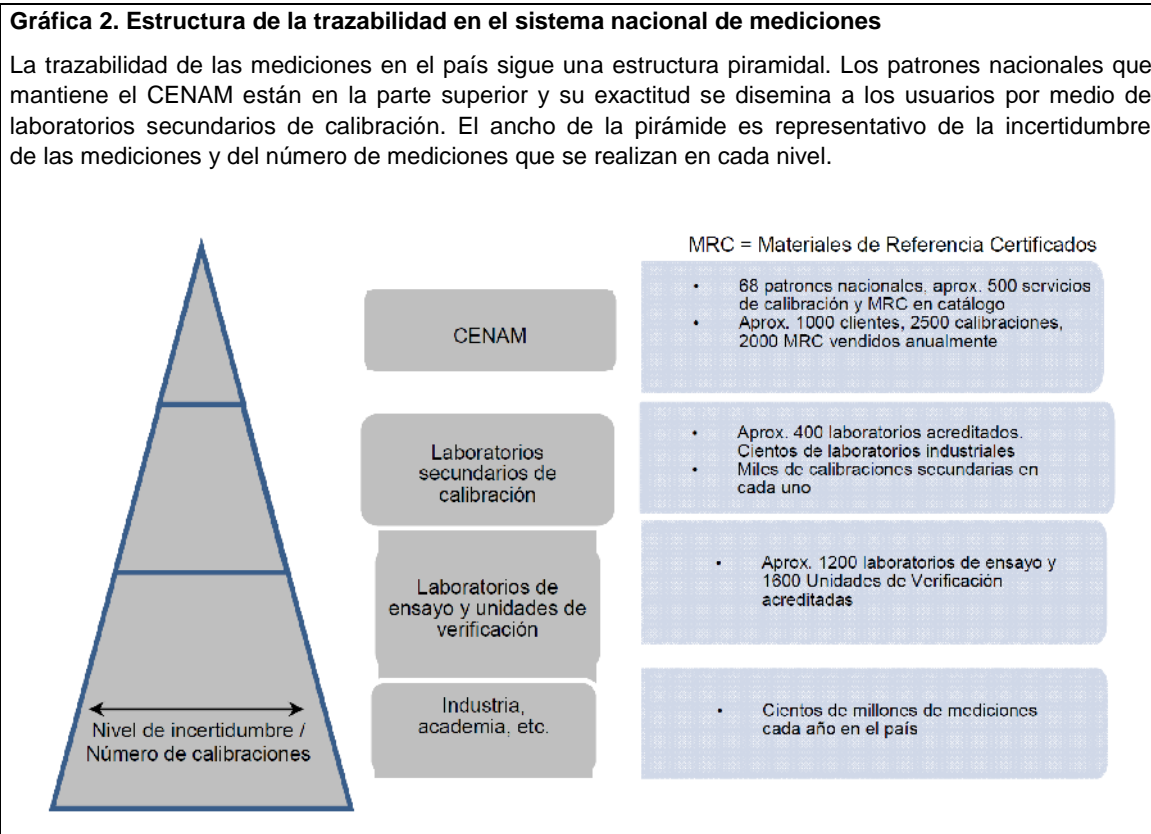 Gráfica 2. Estructura de la trazabilidad en el sistema nacional de mediciones
La trazabilidad de las mediciones en el país sigue una estructura piramidal. Los patrones nacionales que
mantiene el CENAM están en la parte superior y su exactitud se disemina a los usuarios por medio de
laboratorios secundarios de calibración. El ancho de la pirámide es representativo de la incertidumbre
de las mediciones y del número de mediciones que se realizan en cada nivel.
MRC = Materiales de Referencia Certificados
CENAM
• 68 patrones nacionales, aprox. 500 servicios
de calibración y MRC en catálogo
• Aprox. 1000 clientes, 2500 calibraciones,
2000 MRC vendidos anualmente
Laboratorios
secundarios de
calibración
• Aprox. 400 laboratorios acreditados.
Cientos de laboratorios industriales
• Miles de calibraciones secundarias en
cada uno
Laboratorios de
ensayo y unidades de
verificación
• Aprox. 1200 laboratorios de ensayo y
1600 Unidades de Verificación
acreditadas
Industria,
academia, etc.
• Cientos de millones de mediciones
cada año en el país
Nivel de incertidumbre /
Número de calibraciones